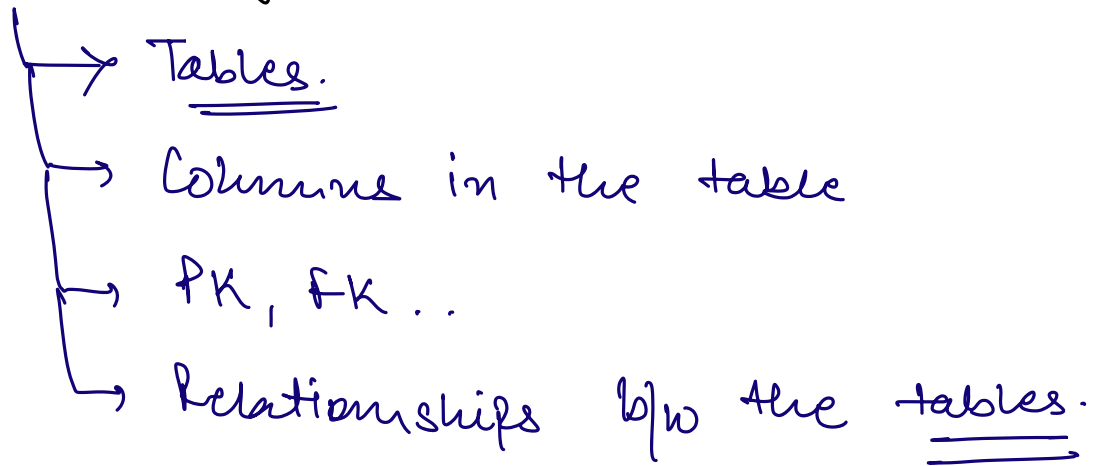 Tables.
Columns in the table
PK, FK ..
Relationships b/w the tables.